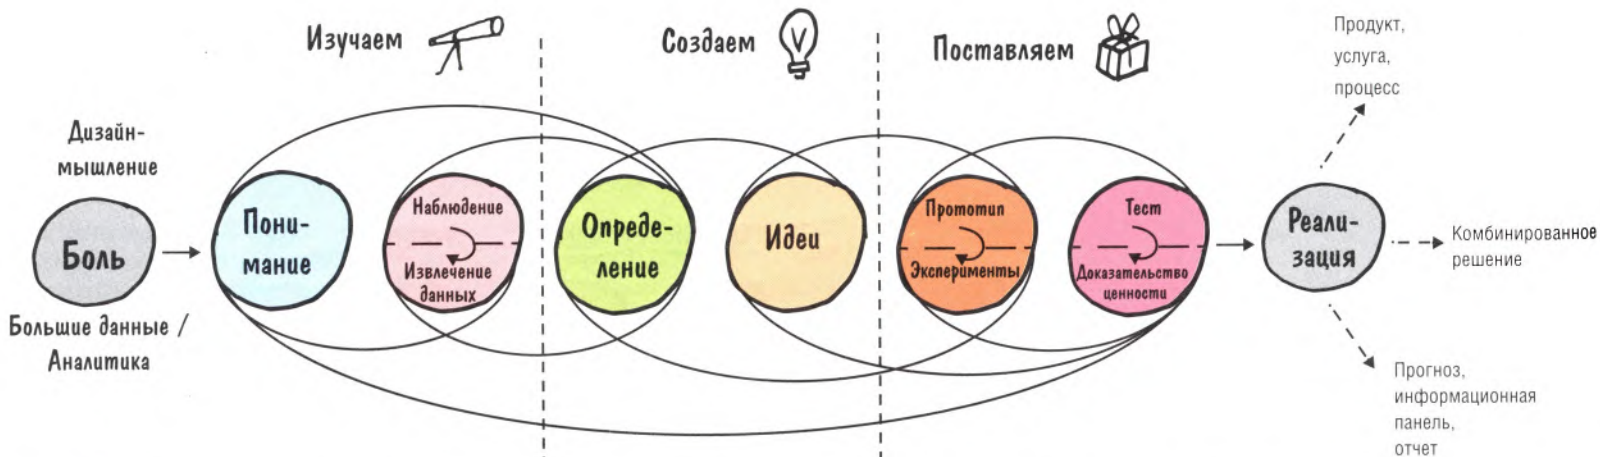 Изучаем
Создаем
Поставляем
Дизайн-
мышление
Боль
Большие данные /
Аналитика
Пони-
мание
Наблюдение
Извлечение
данных
Опреде-
ление
Идеи
Прототип
Эксперименты
Тест
Доказательство
ценности
Реали-
зация
Продукт,
услуга,
процесс
Комбинированное
решение
Прогноз,
информационная
панель,
отчет